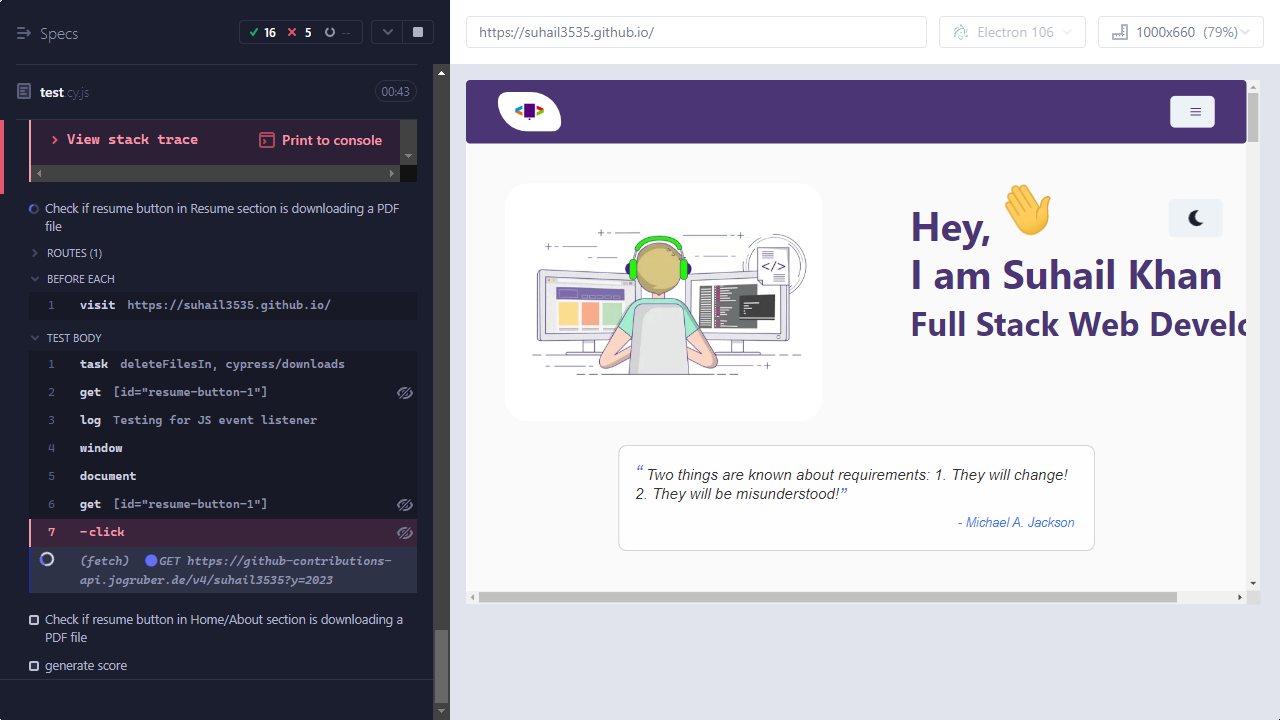 Specs
16 5 --
https://suhail3535.github.io/
Electron 106
1000x660 (79%)
test.cy.js
00:43
View stack trace
Print to console
Check if resume button in Resume section is downloading a PDF
file
ROUTES (1)
BEFORE EACH
1 visit https://suhail3535.github.io/
TEST BODY
1 task deleteFilesIn, cypress/downloads
2 get [id="resume-button-1"]
3 log Testing for JS event listener
4 window
5 document
6 get [id="resume-button-1"]
7 -click
(fetch) GET https://github-contributions-
api.jogruber.de/v4/suhail3535?y=2023
Check if resume button in Home/About section is downloading a
PDF file
generate score
Hey,
I am Suhail Khan
Full Stack Web Develo
</>
“ Two things are known about requirements: 1. They will change!
2. They will be misunderstood!”
- Michael A. Jackson